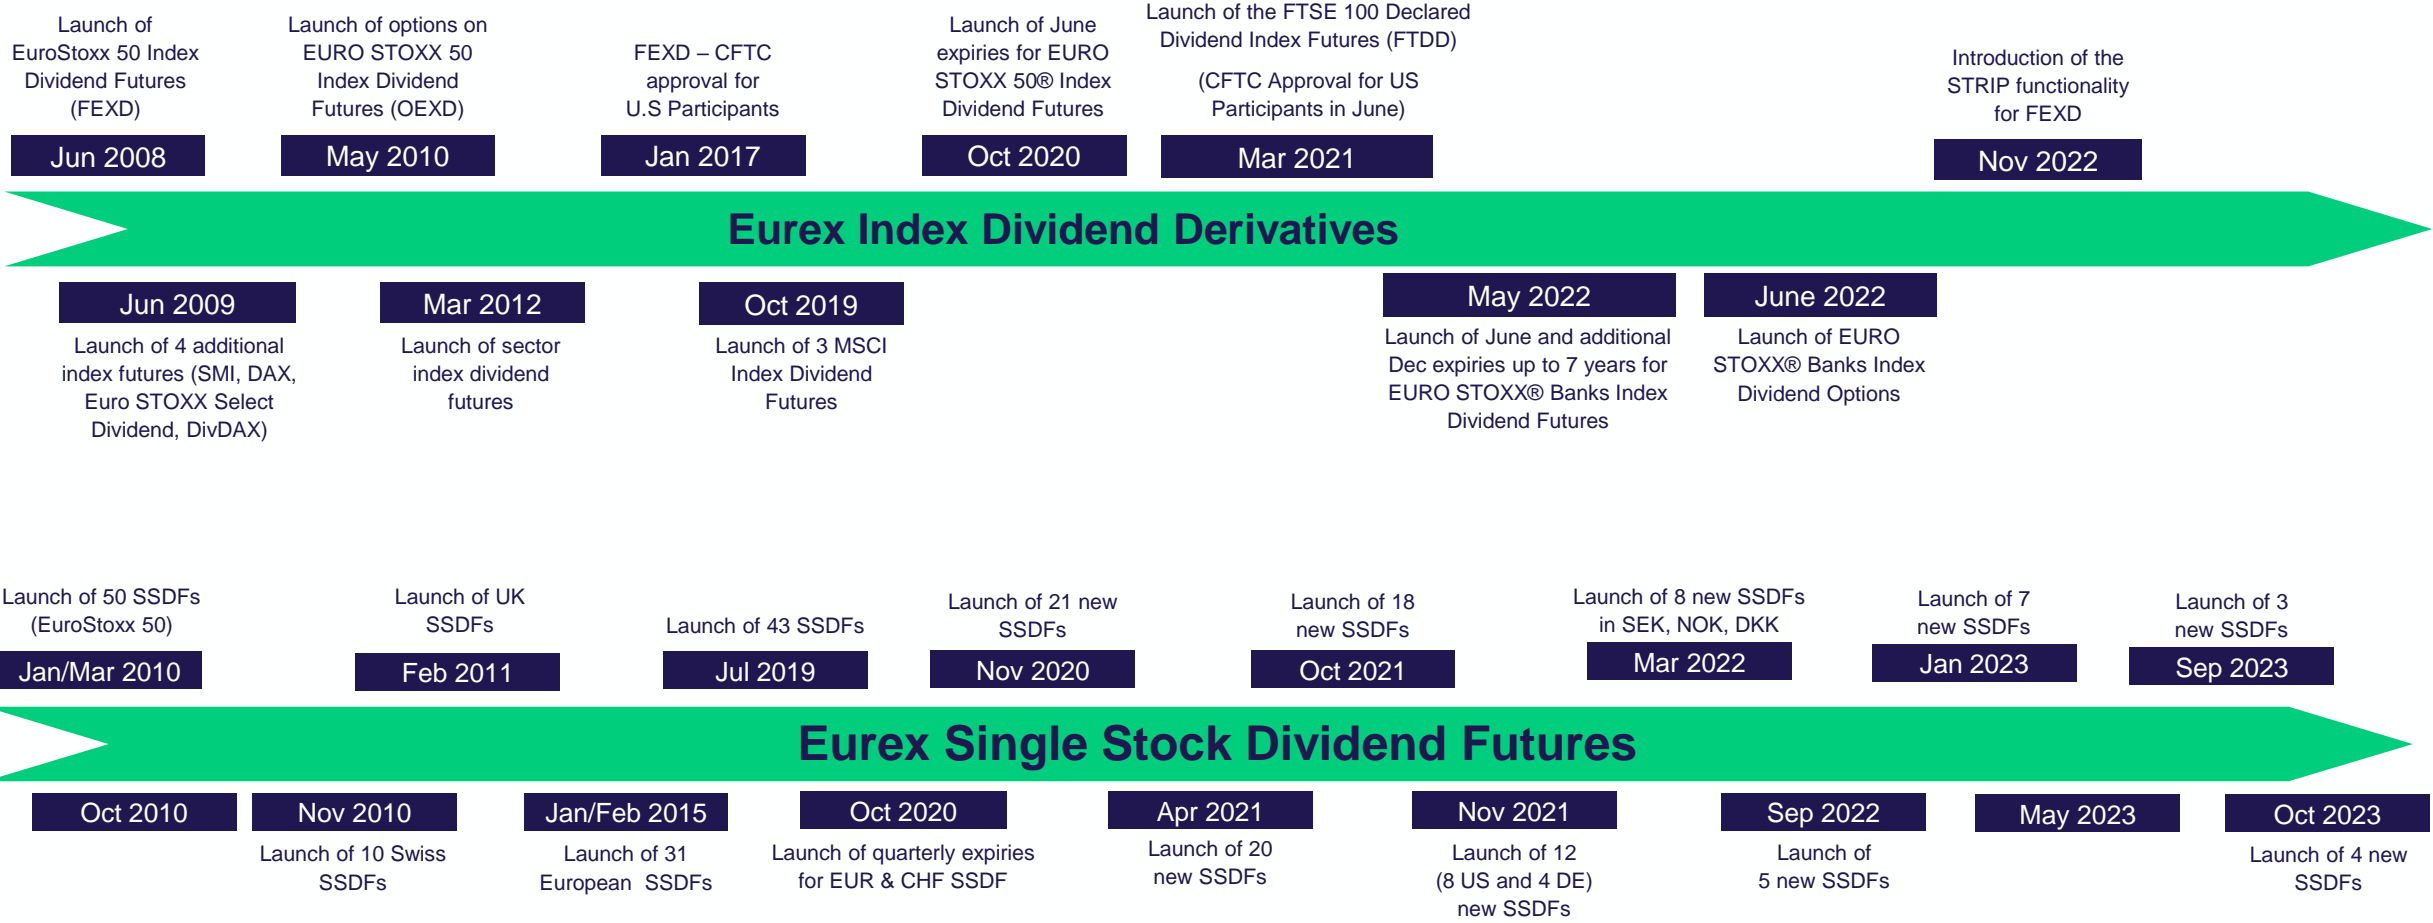 Launch of
EuroStoxx 50 Index
Dividend Futures
(FEXD)
Jun 2008
Launch of options on
EURO STOXX 50
Index Dividend
Futures (OEXD)
May 2010
FEXD – CFTC
approval for
U.S Participants
Jan 2017
Launch of June
expiries for EURO
STOXX 50® Index
Dividend Futures
Oct 2020
Launch of the FTSE 100 Declared
Dividend Index Futures (FTDD)
(CFTC Approval for US
Participants in June)
Mar 2021
Introduction of the
STRIP functionality
for FEXD
Nov 2022
Eurex Index Dividend Derivatives
Jun 2009
Launch of 4 additional
index futures (SMI, DAX,
Euro STOXX Select
Dividend, DivDAX)
Mar 2012
Launch of sector
index dividend
futures
Oct 2019
Launch of 3 MSCI
Index Dividend
Futures
May 2022
Launch of June and additional
Dec expiries up to 7 years for
EURO STOXX® Banks Index
Dividend Futures
June 2022
Launch of EURO
STOXX® Banks Index
Dividend Options
Launch of 50 SSDFs
(EuroStoxx 50)
Jan/Mar 2010
Launch of UK
SSDFs
Feb 2011
Launch of 43 SSDFs
Jul 2019
Launch of 21 new
SSDFs
Nov 2020
Launch of 18
new SSDFs
Oct 2021
Launch of 8 new SSDFs
in SEK, NOK, DKK
Mar 2022
Launch of 7
new SSDFs
Jan 2023
Launch of 3
new SSDFs
Sep 2023
Eurex Single Stock Dividend Futures
Oct 2010
Nov 2010
Launch of 10 Swiss
SSDFs
Jan/Feb 2015
Launch of 31
European SSDFs
Oct 2020
Launch of quarterly expiries
for EUR & CHF SSDF
Apr 2021
Launch of 20
new SSDFs
Nov 2021
Launch of 12
(8 US and 4 DE)
new SSDFs
Sep 2022
Launch of
5 new SSDFs
May 2023
Oct 2023
Launch of 4 new
SSDFs